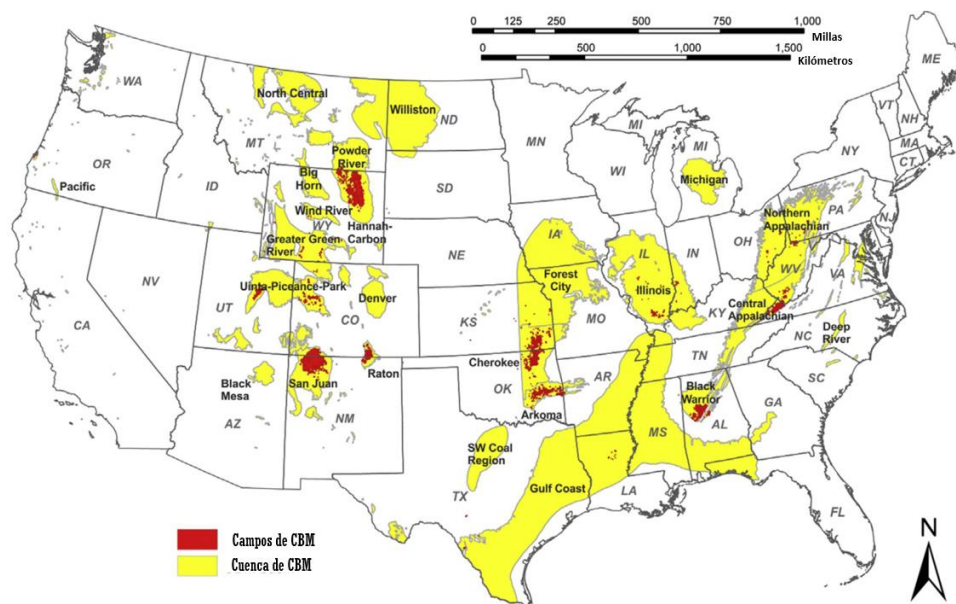 0 125 250 500 750 1,000
Millas
0 500 1,000 1,500
Kilómetros
WA
ME
North Central
Williston
ND
MT
MN
VT
NH
OR
MI
MI
NY
MA
CT
Powder
River
WI
ID
Big
Horn
SD
Michigan
Pacific
Wind River
WY
Hannah-
Carbon
Northern
Appalachian
PA
NJ
Greater Green
River
IA
OH
NE
IL
IN
NV
Forest
City
WV
Uinta-Piceance-Park
Denver
Illinois
VA
UT
CO
Central
Appalachian
KS
MO
KY
CA
Deep
River
NC
Cherokee
TN
Raton
San Juan
AR
Black
Mesa
OK
SC
Black
Warrior
Arkoma
AZ
NM
GA
AL
MS
SW Coal
Region
Gulf Coast
TX
LA
FL
N
Campos de CBM
Cuenca de CBM